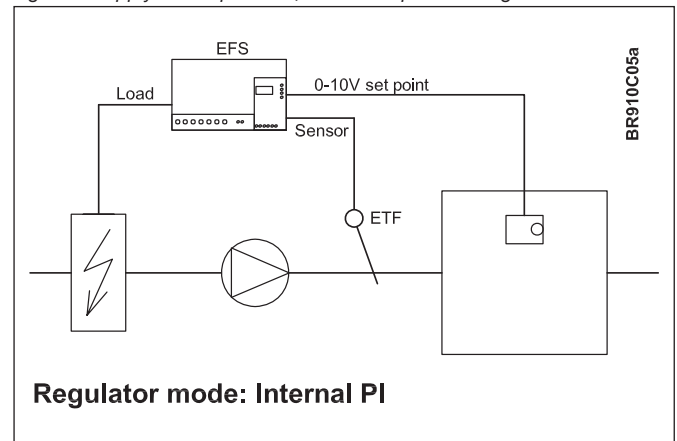 EFS
Load
0-10V set point
Sensor
ETF
BR910C05a
Regulator mode: Internal PI